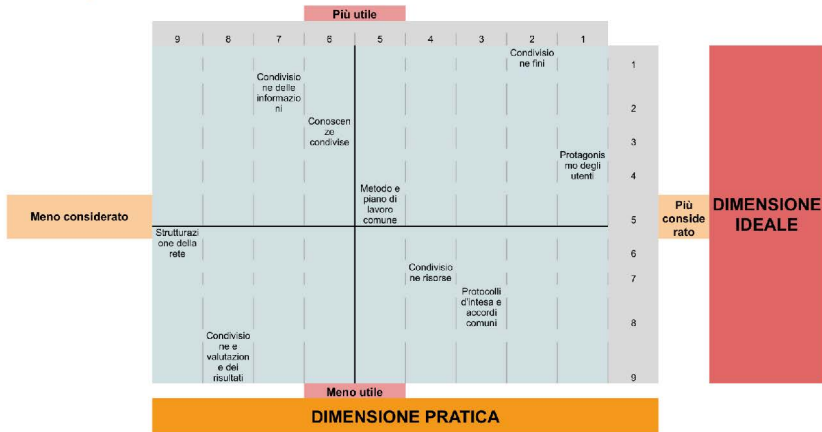 Più utile
9 8 7 6 5 4 3 2 1
Condivisio
ne fini
1
Condivisio
ne delle
informazio
ni
2
Conoscen
ze
condivise
3
Protagonis
mo degli
utenti
4
Metodo e
piano di
lavoro
comune
5
Meno considerato
Più
conside
rato
DIMENSIONE
IDEALE
Strutturazi
one della
rete
6
Condivisio
ne risorse
7
Protocolli
d'intesa e
accordi
comuni
8
Condivisio
ne e
valutazion
e dei
risultati
9
Meno utile
DIMENSIONE PRATICA